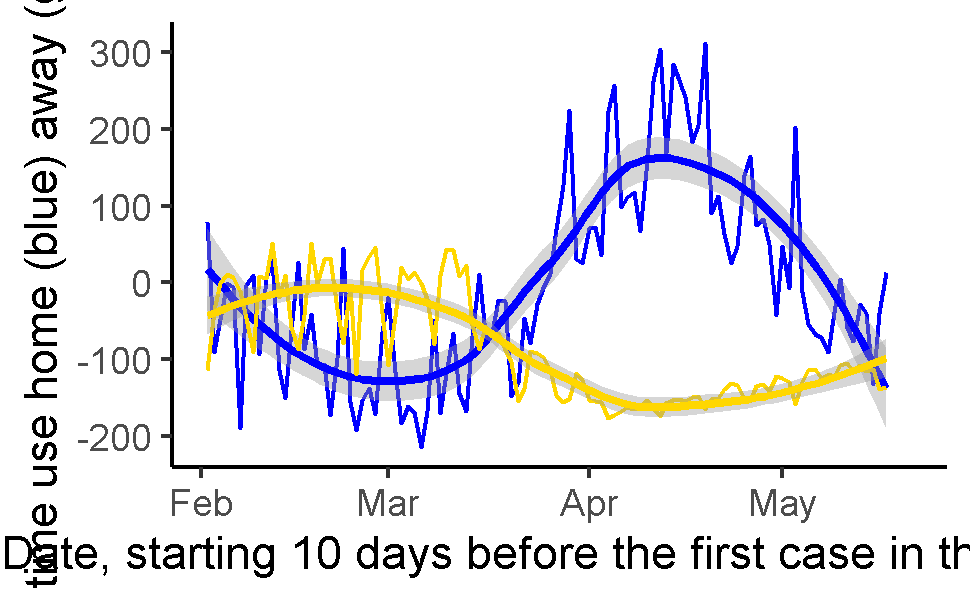 time use home (blue) away (
300
200
100
0
-100
-200
Feb Mar Apr May
Date, starting 10 days before the first case in th